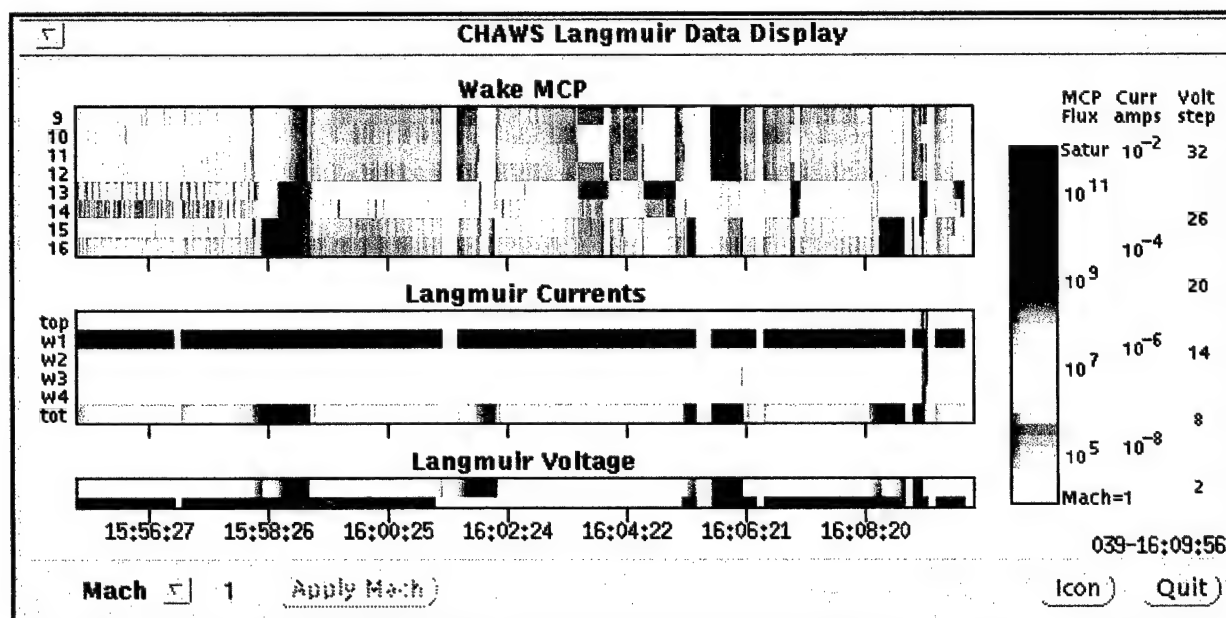 CHAWS Langmuir Data Display
Wake MCP
9
10
11
12
13
14
15
16
Langmuir Currents
top
w1
w2
w3
w4
tot
Langmuir Voltage
15:56:27 15:58:26 16:00:25 16:02:24 16:04:22 16:06:21 16:08:20
MCP Curr Volt
Flux amps step
Satur 10⁻² 32
10¹¹
26
10⁻⁴
10⁹ 20
10⁻⁶
10⁷ 14
8
10⁵ 10⁻⁸
2
Mach=1
039-16:09:56
Mach 1 Apply Mach Icon Quit